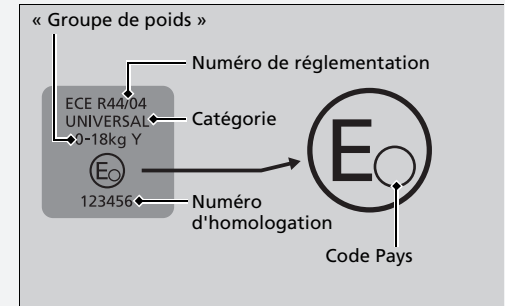 « Groupe de poids »
Numéro de réglementation
ECE R44/04
UNIVERSAL
Catégorie
0-18kg Y
E
E
123456
Numéro
d'homologation
Code Pays